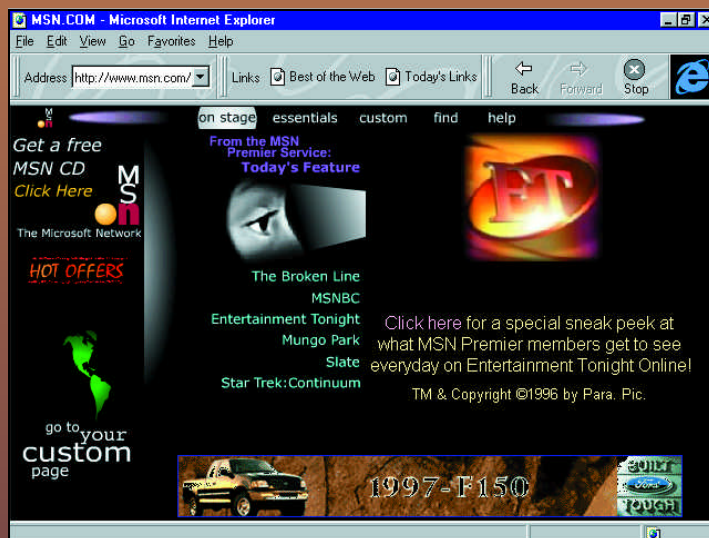 MSN.COM - Microsoft Internet Explorer
File Edit View Go Favorites Help
Address http://www.msn.com/ Links Best of the Web Today's Links Back Forward Stop
MSN
on stage essentials custom find help
Get a free
MSN CD
Click Here
MSn
The Microsoft Network
HOT OFFERS
go to your
custom
page
From the MSN
Premier Service:
Today's Feature
The Broken Line
MSNBC
Entertainment Tonight
Mungo Park
Slate
Star Trek:Continuum
ET
Click here for a special sneak peek at
what MSN Premier members get to see
everyday on Entertainment Tonight Online!
TM & Copyright ©1996 by Para. Pic.
1997-F150
BUILT
Ford
TOUGH